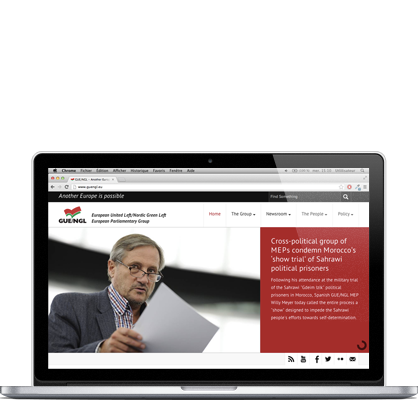 Chrome Fichier Edition Afficher Historique Favoris Fenêtre Aide
GUE/NGL – Another Euro
www.guengl.eu
Another Europe is possible
Find Something
GUE/NGL
European United Left/Nordic Green Left
European Parliamentary Group
Home The Group Newsroom The People Policy
Cross-political group of
MEPs condemn Morocco's
'show trial' of Sahrawi
political prisoners
Following his attendance at the military trial
of the Sahrawi 'Gdeim Izik' political
prisoners in Morocco, Spanish GUE/NGL MEP
Willy Meyer today called the entire process a
"show" designed to impede the Sahrawi
people's efforts towards self-determination.